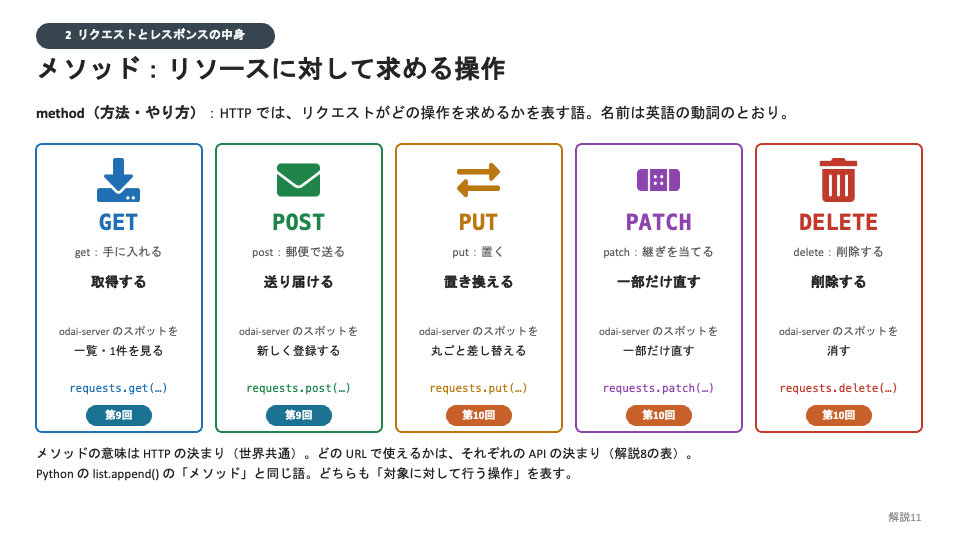 2 リクエストとレスポンスの中身
メソッド：リソースに対して求める操作
method（方法・やり方）：HTTP では、リクエストがどの操作を求めるかを表す語。名前は英語の動詞のとおり。
GET
get：手に入れる
取得する
odai-server のスポットを
一覧・1件を見る
requests.get(…)
第9回
POST
post：郵便で送る
送り届ける
odai-server のスポットを
新しく登録する
requests.post(…)
第9回
PUT
put：置く
置き換える
odai-server のスポットを
丸ごと差し替える
requests.put(…)
第10回
PATCH
patch：継ぎを当てる
一部だけ直す
odai-server のスポットを
一部だけ直す
requests.patch(…)
第10回
DELETE
delete：削除する
削除する
odai-server のスポットを
消す
requests.delete(…)
第10回
メソッドの意味は HTTP の決まり（世界共通）。どの URL で使えるかは、それぞれの API の決まり（解説8の表）。
Python の list.append() の「メソッド」と同じ語。どちらも「対象に対して行う操作」を表す。
解説11